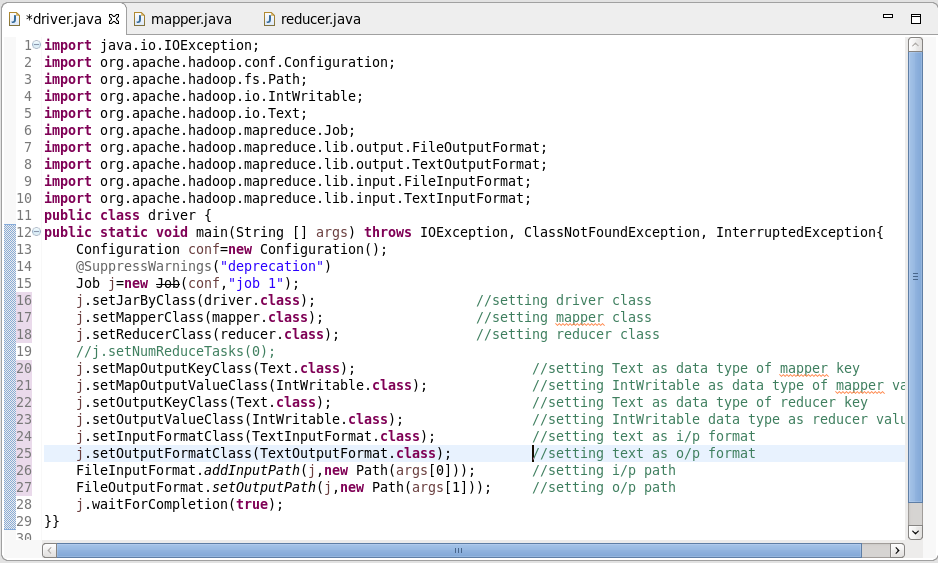 *driver.java mapper.java reducer.java
1 import java.io.IOException;
2 import org.apache.hadoop.conf.Configuration;
3 import org.apache.hadoop.fs.Path;
4 import org.apache.hadoop.io.IntWritable;
5 import org.apache.hadoop.io.Text;
6 import org.apache.hadoop.mapreduce.Job;
7 import org.apache.hadoop.mapreduce.lib.output.FileOutputFormat;
8 import org.apache.hadoop.mapreduce.lib.output.TextOutputFormat;
9 import org.apache.hadoop.mapreduce.lib.input.FileInputFormat;
10 import org.apache.hadoop.mapreduce.lib.input.TextInputFormat;
11 public class driver {
12 public static void main(String [] args) throws IOException, ClassNotFoundException, InterruptedException{
13 Configuration conf=new Configuration();
14 @SuppressWarnings("deprecation")
15 Job j=new Job(conf,"job 1");
16 j.setJarByClass(driver.class); //setting driver class
17 j.setMapperClass(mapper.class); //setting mapper class
18 j.setReducerClass(reducer.class); //setting reducer class
19 //j.setNumReduceTasks(0);
20 j.setMapOutputKeyClass(Text.class); //setting Text as data type of mapper key
21 j.setMapOutputValueClass(IntWritable.class); //setting IntWritable as data type of mapper va
22 j.setOutputKeyClass(Text.class); //setting Text as data type of reducer key
23 j.setOutputValueClass(IntWritable.class); //setting IntWritable data type as reducer valu
24 j.setInputFormatClass(TextInputFormat.class); //setting text as i/p format
25 j.setOutputFormatClass(TextOutputFormat.class); //setting text as o/p format
26 FileInputFormat.addInputPath(j,new Path(args[0])); //setting i/p path
27 FileOutputFormat.setOutputPath(j,new Path(args[1])); //setting o/p path
28 j.waitForCompletion(true);
29 }}
30